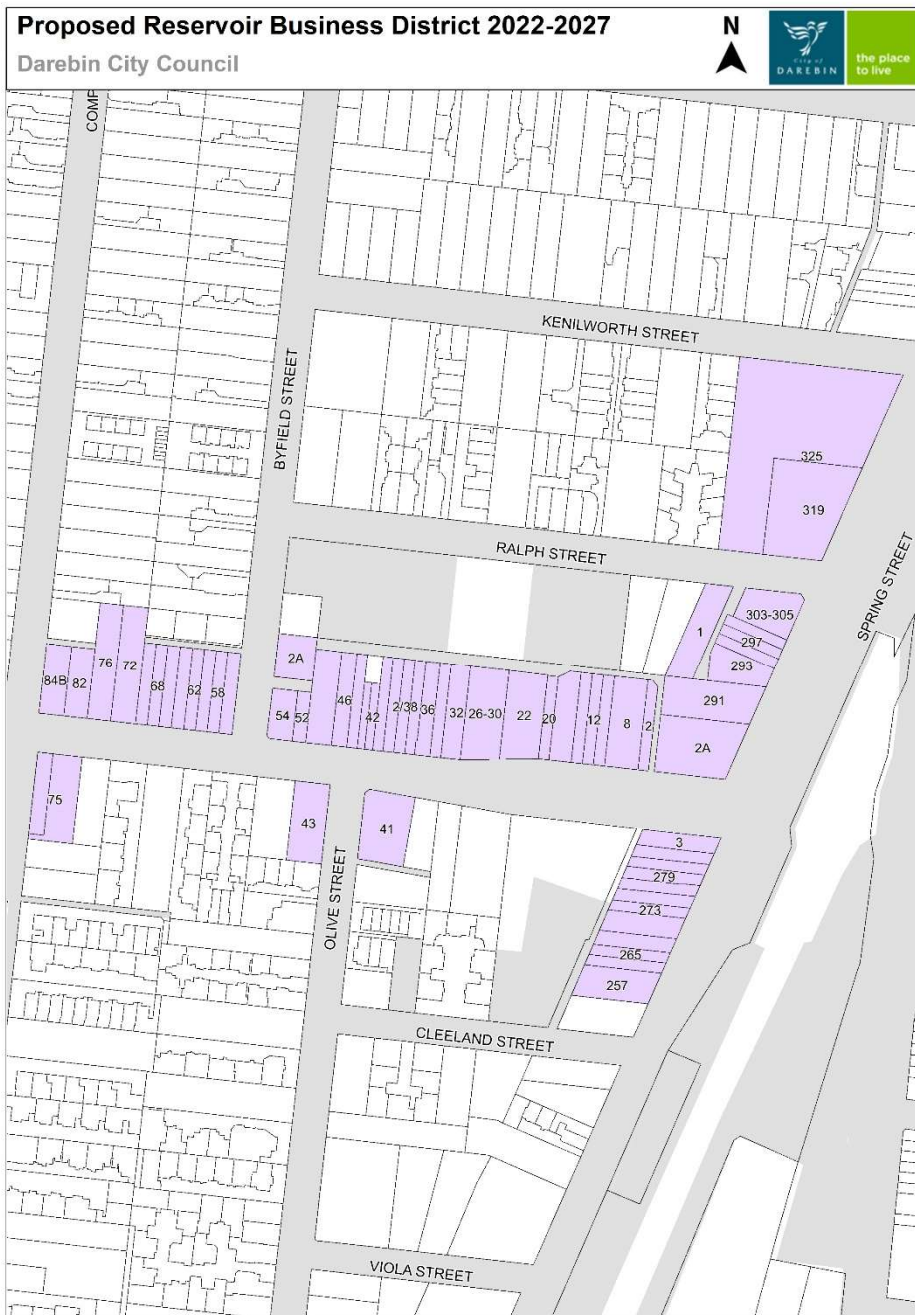 Proposed Reservoir Business District 2022-2027
Darebin City Council
N
City of
DAREBIN
the place
to live
COMP
KENILWORTH STREET
BYFIELD STREET
325
319
RALPH STREET
SPRING STREET
303-305
297
293
1
291
2A
2A
84B
82
76
72
68
62
58
54
52
46
42
2/38
36
32
26-30
22
20
12
8
2
75
43
41
OLIVE STREET
3
279
273
265
257
CLEELAND STREET
VIOLA STREET